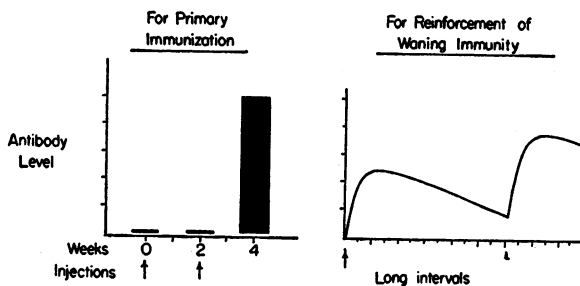 For Primary
Immunization
For Reinforcement of
Waning Immunity
Antibody
Level
Weeks 0 2 4
Injections
Long intervals